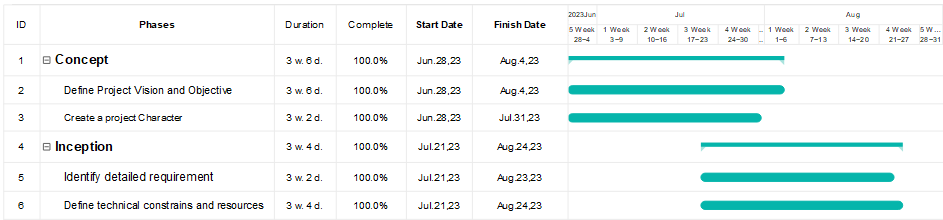 ID Phases Duration Complete Start Date Finish Date
2023Jun Jul Aug
5 Week 1 Week 2 Week 3 Week 4 Week ... 1 Week 2 Week 3 Week 4 Week 5 W...
28~4 3~9 10~16 17~23 24~30 ... 1~6 7~13 14~20 21~27 28~31
1 Concept 3 w. 6 d. 100.0% Jun.28,23 Aug.4,23
2 Define Project Vision and Objective 3 w. 6 d. 100.0% Jun.28,23 Aug.4,23
3 Create a project Character 3 w. 2 d. 100.0% Jun.28,23 Jul.31,23
4 Inception 3 w. 4 d. 100.0% Jul.21,23 Aug.24,23
5 Identify detailed requirement 3 w. 2 d. 100.0% Jul.21,23 Aug.23,23
6 Define technical constrains and resources 3 w. 4 d. 100.0% Jul.21,23 Aug.24,23